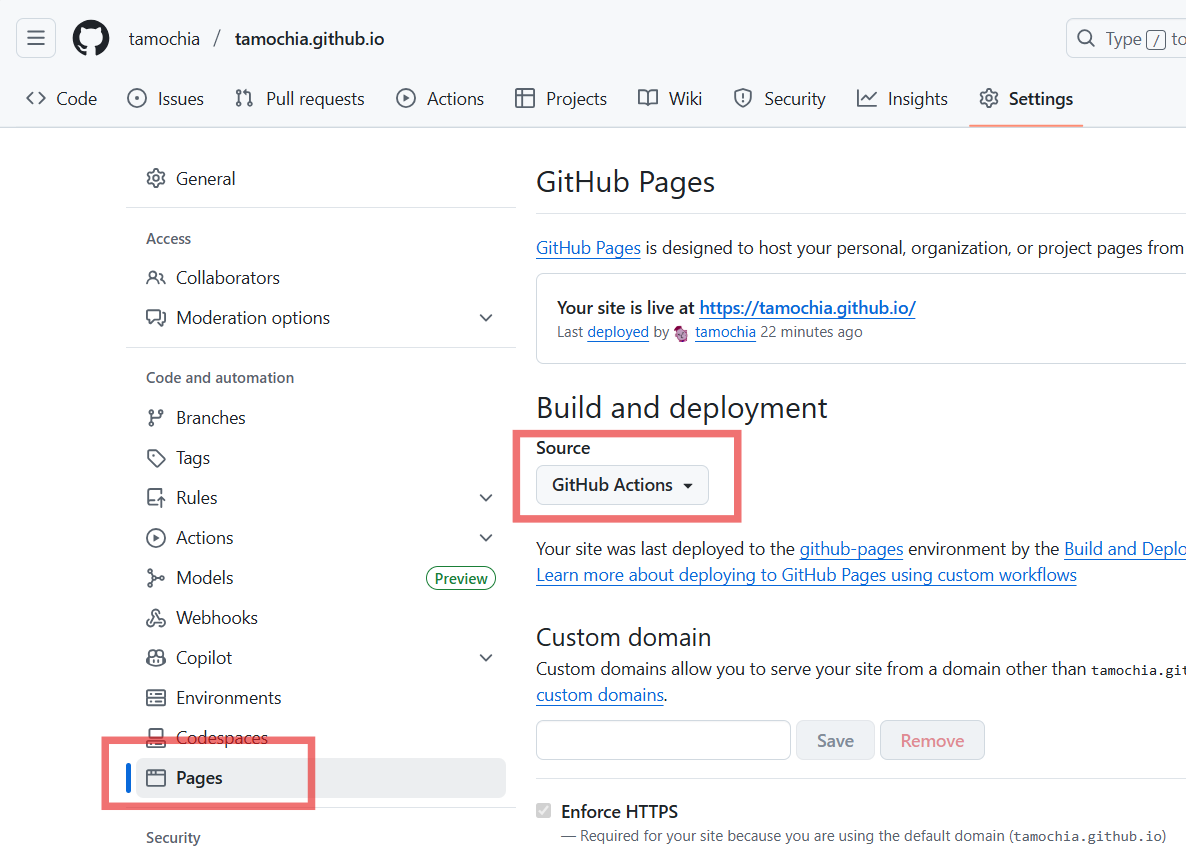 tamochia / tamochia.github.io
Type / to
Code Issues Pull requests Actions Projects Wiki Security Insights Settings
General
Access
Collaborators
Moderation options
Code and automation
Branches
Tags
Rules
Actions
Models Preview
Webhooks
Copilot
Environments
Codespaces
Pages
Security
GitHub Pages
GitHub Pages is designed to host your personal, organization, or project pages from
Your site is live at https://tamochia.github.io/
Last deployed by tamochia 22 minutes ago
Build and deployment
Source
GitHub Actions
Your site was last deployed to the github-pages environment by the Build and Deplo
Learn more about deploying to GitHub Pages using custom workflows
Custom domain
Custom domains allow you to serve your site from a domain other than tamochia.git
custom domains.
Save Remove
Enforce HTTPS
— Required for your site because you are using the default domain (tamochia.github.io)